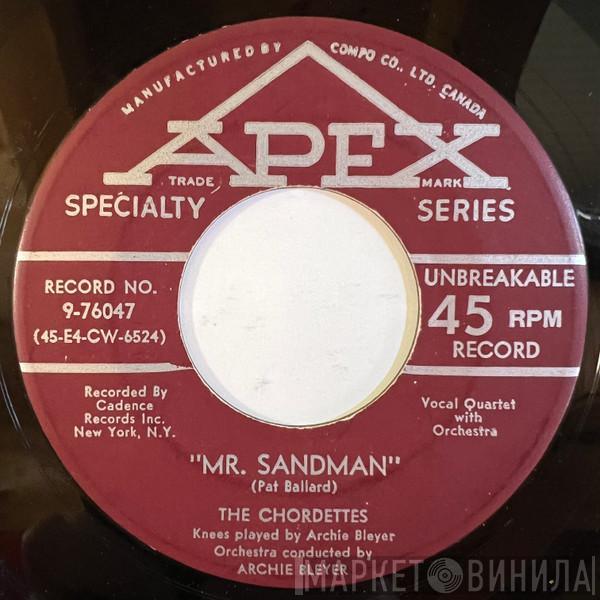 MANUFACTURED BY COMPO CO., LTD. CANADA
APEX
TRADE MARK
SPECIALTY SERIES
RECORD NO.
9-76047
(45-E4-CW-6524)
UNBREAKABLE
45 RPM
RECORD
Recorded By
Cadence
Records Inc.
New York, N.Y.
Vocal Quartet
with
Orchestra
"MR. SANDMAN"
(Pat Ballard)
THE CHORDETTES
Knees played by Archie Bleyer
Orchestra conducted by
ARCHIE BLEYER
МАРКЕТ ВИНИЛА